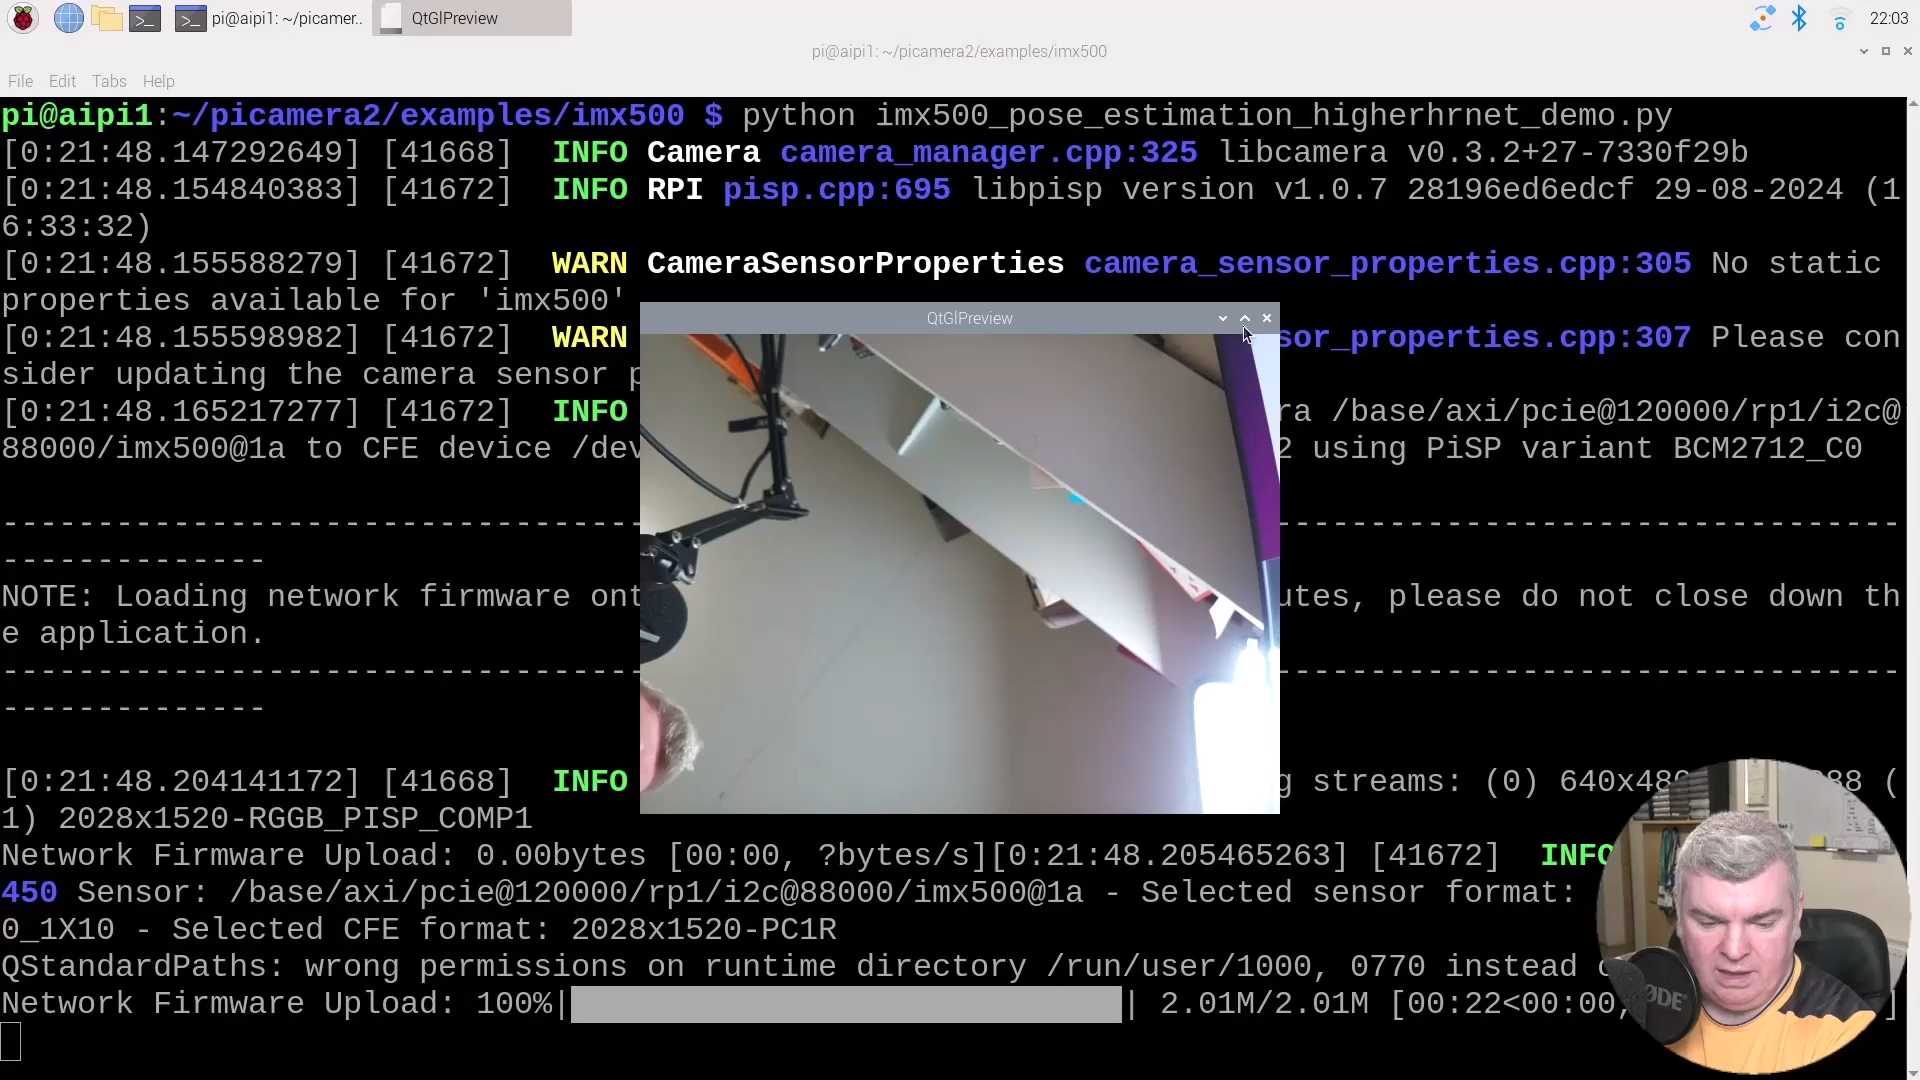 pi@aipi1: ~/picamer.. QtGlPreview 22:03
pi@aipi1: ~/picamera2/examples/imx500
File Edit Tabs Help
pi@aipi1:~/picamera2/examples/imx500 $ python imx500_pose_estimation_higherhrnet_demo.py
[0:21:48.147292649] [41668] INFO Camera camera_manager.cpp:325 libcamera v0.3.2+27-7330f29b
[0:21:48.154840383] [41672] INFO RPI pisp.cpp:695 libpisp version v1.0.7 28196ed6edcf 29-08-2024 (1
6:33:32)
[0:21:48.155588279] [41672] WARN CameraSensorProperties camera_sensor_properties.cpp:305 No static
properties available for 'imx500'
QtGlPreview
[0:21:48.155598982] [41672] WARN sor_properties.cpp:307 Please con
sider updating the camera sensor p
[0:21:48.165217277] [41672] INFO ra /base/axi/pcie@120000/rp1/i2c@
88000/imx500@1a to CFE device /dev 2 using PiSP variant BCM2712_C0
NOTE: Loading network firmware ont utes, please do not close down th
e application.
[0:21:48.204141172] [41668] INFO g streams: (0) 640x48 88 (
1) 2028x1520-RGGB_PISP_COMP1
Network Firmware Upload: 0.00bytes [00:00, ?bytes/s][0:21:48.205465263] [41672] INFO
450 Sensor: /base/axi/pcie@120000/rp1/i2c@88000/imx500@1a - Selected sensor format:
0_1X10 - Selected CFE format: 2028x1520-PC1R
QStandardPaths: wrong permissions on runtime directory /run/user/1000, 0770 instead
Network Firmware Upload: 100%| | 2.01M/2.01M [00:22<00:00, ]